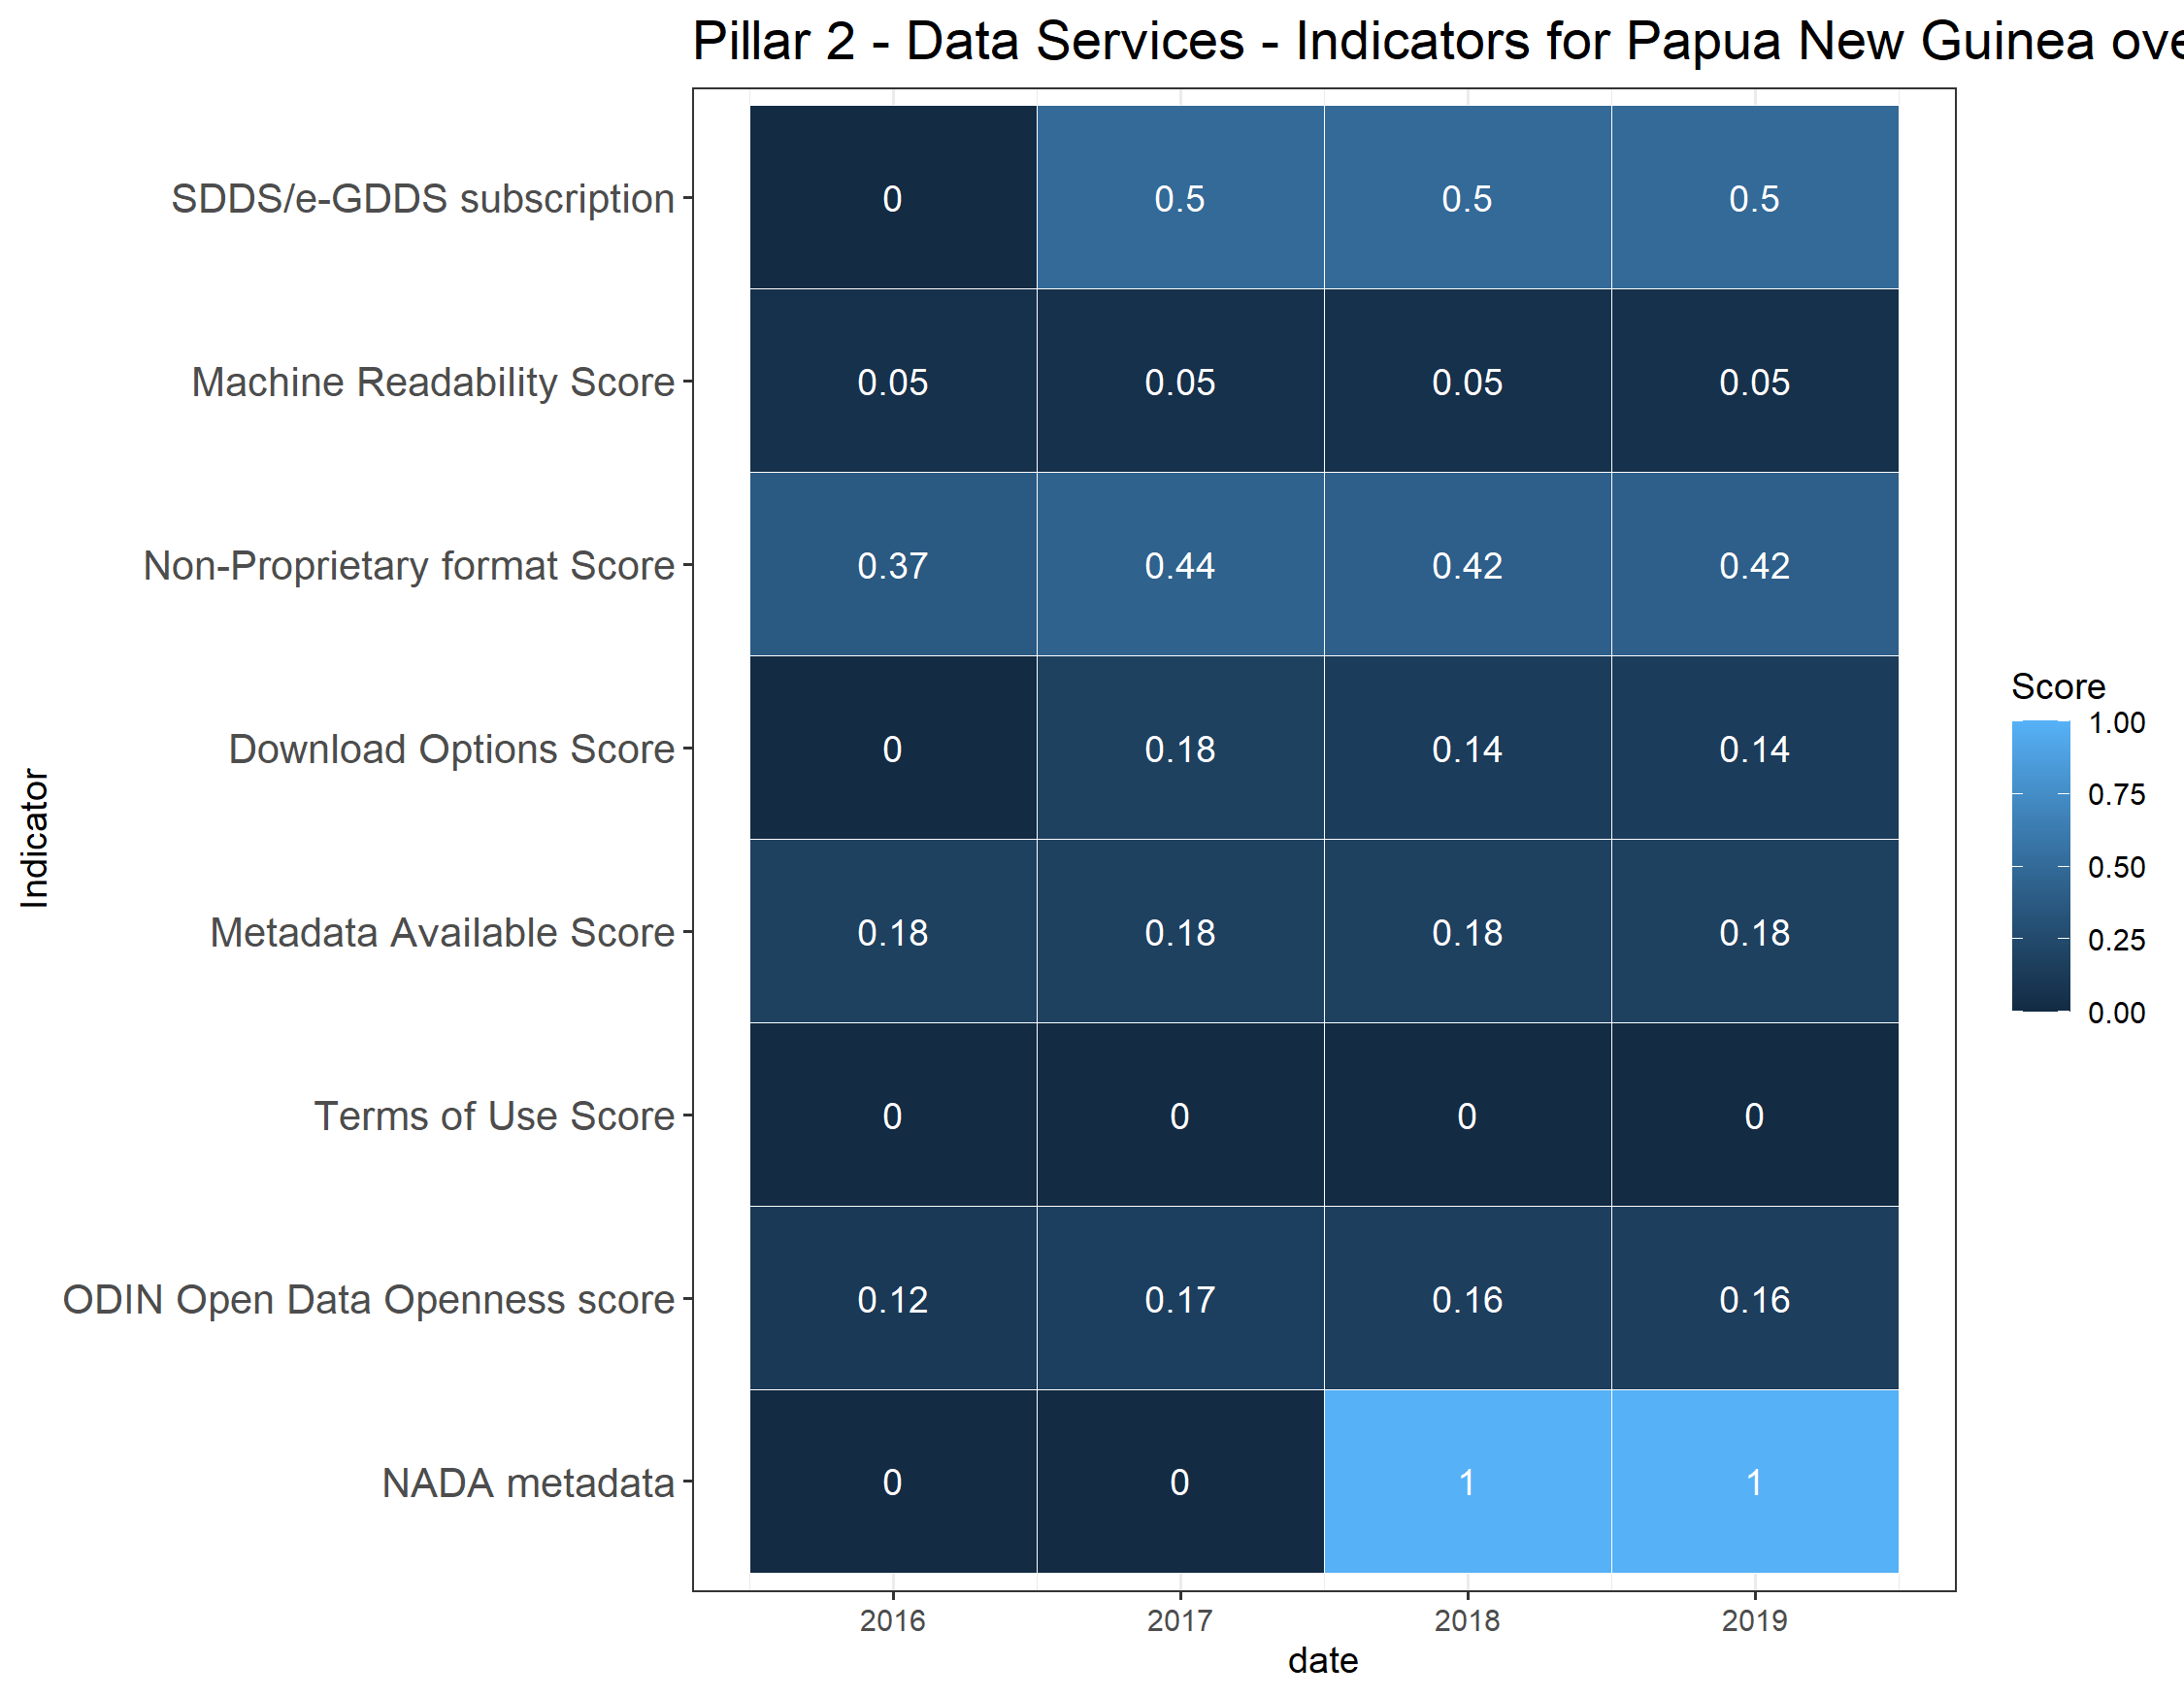 Pillar 2 - Data Services - Indicators for Papua New Guinea ove
SDDS/e-GDDS subscription 0 0.5 0.5 0.5
Machine Readability Score 0.05 0.05 0.05 0.05
Non-Proprietary format Score 0.37 0.44 0.42 0.42
Download Options Score 0 0.18 0.14 0.14
Metadata Available Score 0.18 0.18 0.18 0.18
Terms of Use Score 0 0 0 0
ODIN Open Data Openness score 0.12 0.17 0.16 0.16
NADA metadata 0 0 1 1
2016 2017 2018 2019
date
Indicator
Score
1.00
0.75
0.50
0.25
0.00